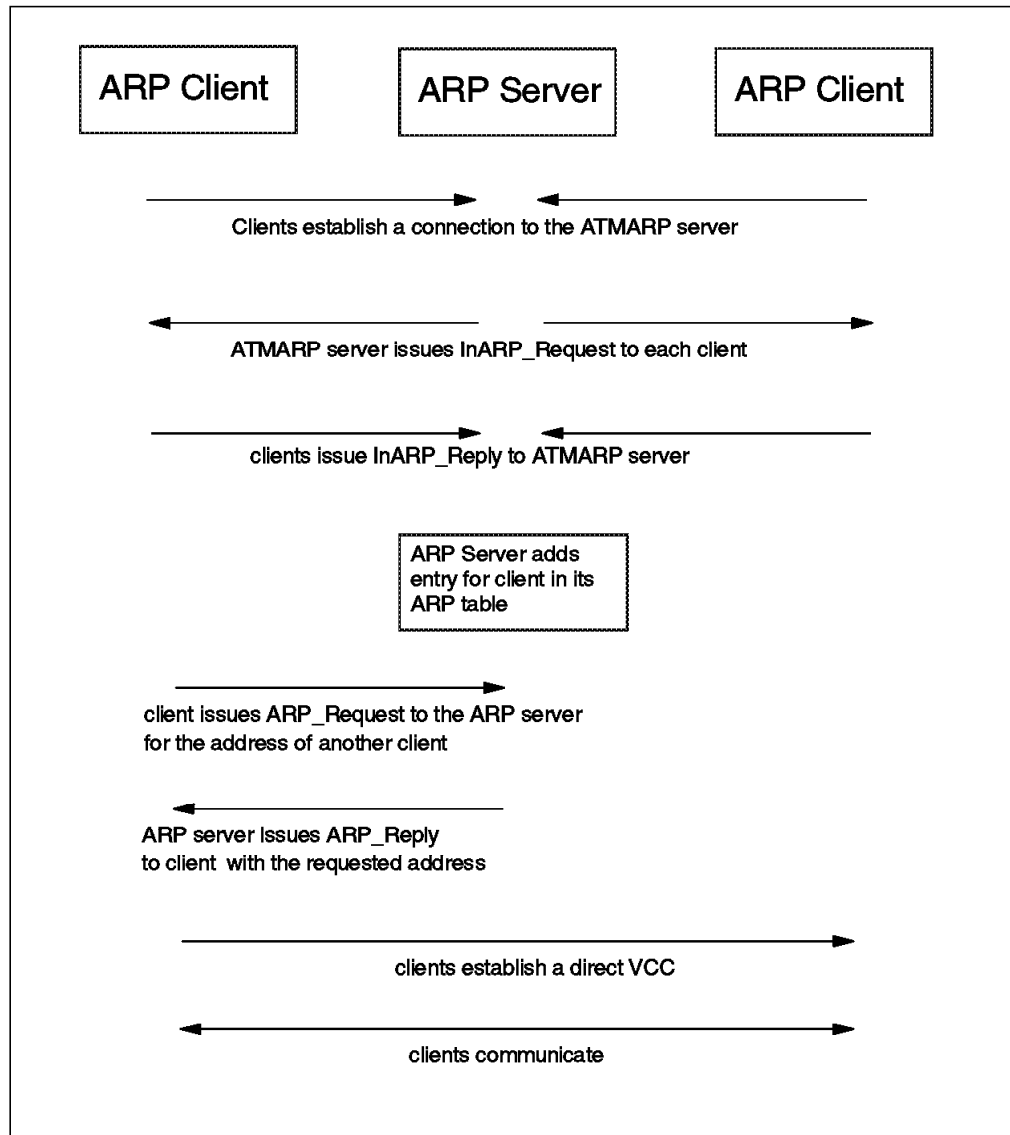 ARP Client
ARP Server
ARP Client
Clients establish a connection to the ATMARP server
ATMARP server issues InARP_Request to each client
clients issue InARP_Reply to ATMARP server
ARP Server adds
entry for client in its
ARP table
client issues ARP_Request to the ARP server
for the address of another client
ARP server issues ARP_Reply
to client with the requested address
clients establish a direct VCC
clients communicate